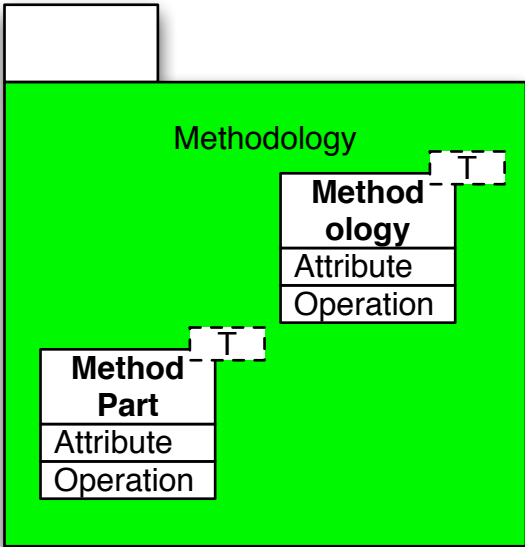 Methodology
T
Method
ology
Attribute
Operation
T
Method
Part
Attribute
Operation